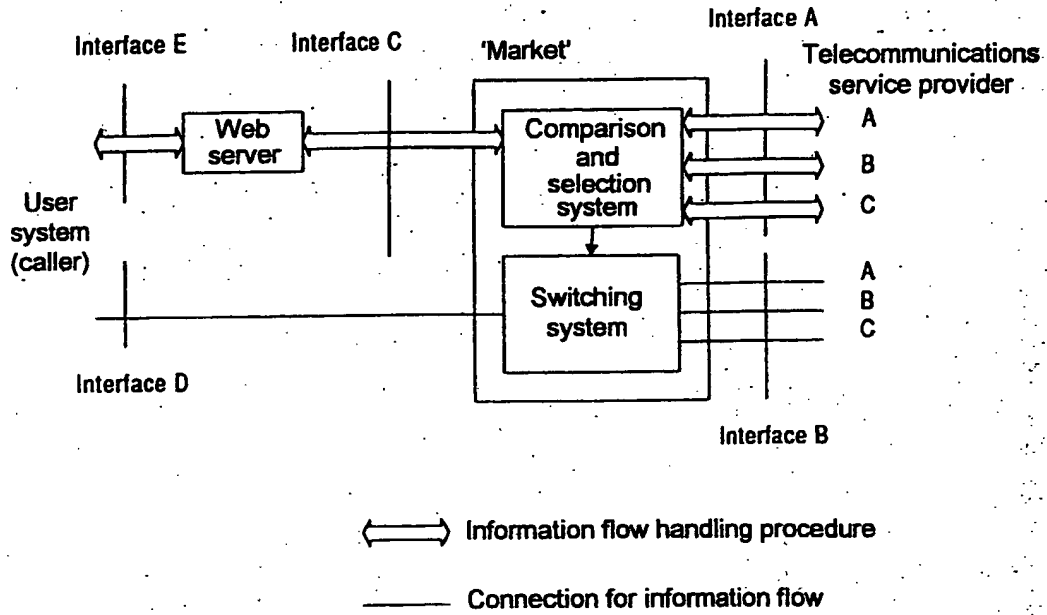 Interface A
Interface E
Interface C
'Market'
Telecommunications
service provider
Web
server
Comparison
and
selection
system
A
B
C
User
system
(caller)
Switching
system
A
B
C
Interface D
Interface B
Information flow handling procedure
Connection for information flow